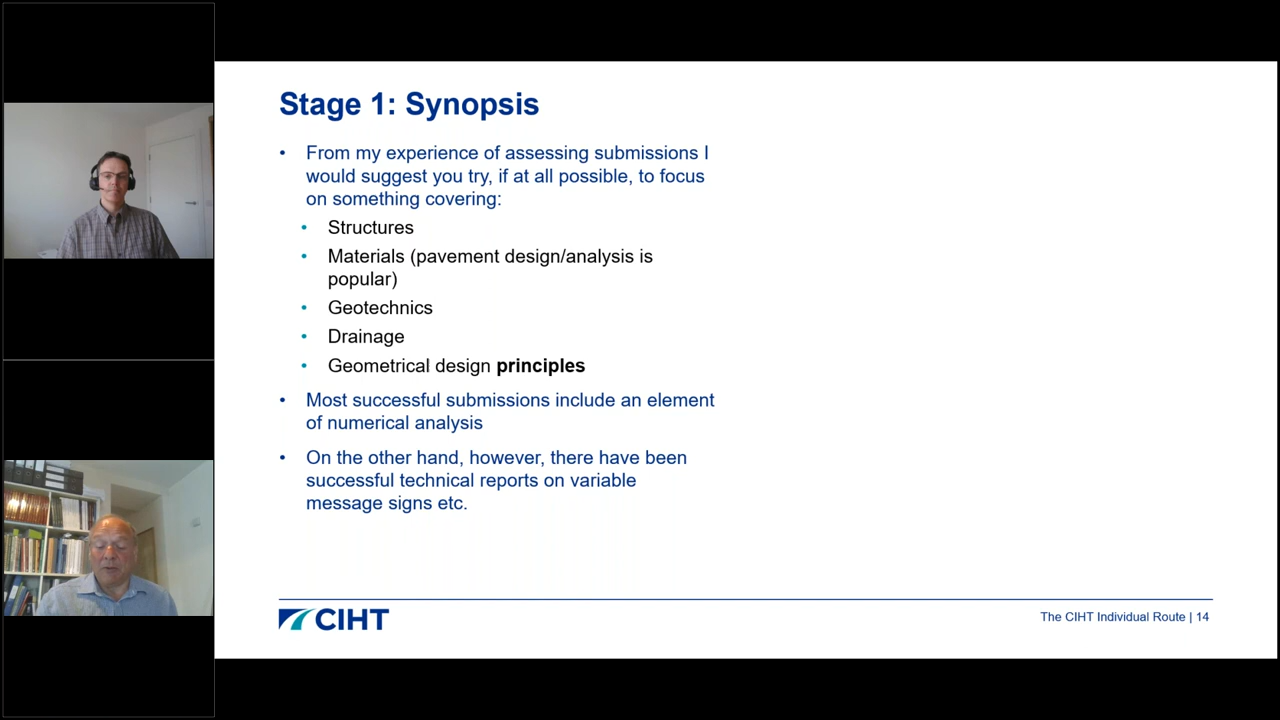 Stage 1: Synopsis
• From my experience of assessing submissions I
would suggest you try, if at all possible, to focus
on something covering:
• Structures
• Materials (pavement design/analysis is
popular)
• Geotechnics
• Drainage
• Geometrical design principles
• Most successful submissions include an element
of numerical analysis
• On the other hand, however, there have been
successful technical reports on variable
message signs etc.
CIHT
The CIHT Individual Route | 14